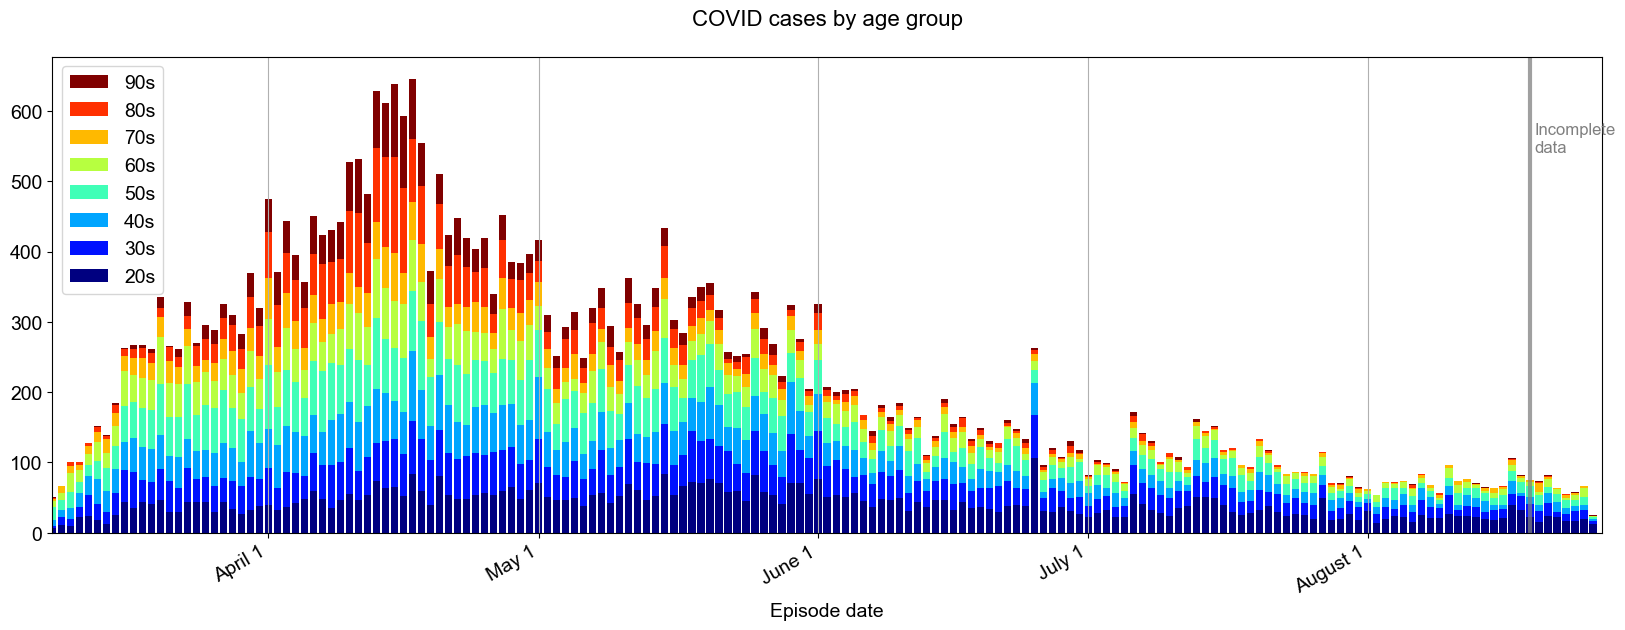 COVID cases by age group
90s
80s
70s
60s
50s
40s
30s
20s
600
500
400
300
200
100
0
Incomplete
data
April 1
May 1
June 1
July 1
August 1
Episode date